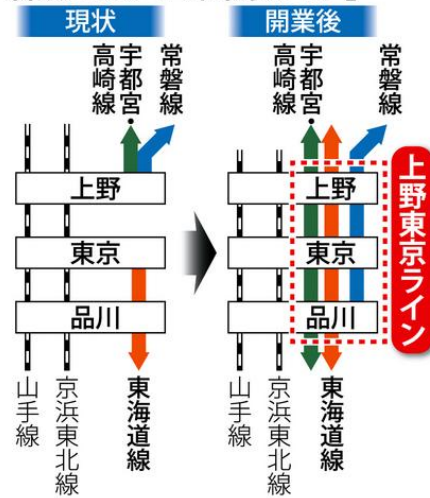 現状
高崎線
宇都宮
常磐線
上野
東京
品川
山手線
京浜東北線
東海道線
開業後
高崎線
宇都宮
常磐線
上野
東京
品川
上野東京ライン
山手線
京浜東北線
東海道線